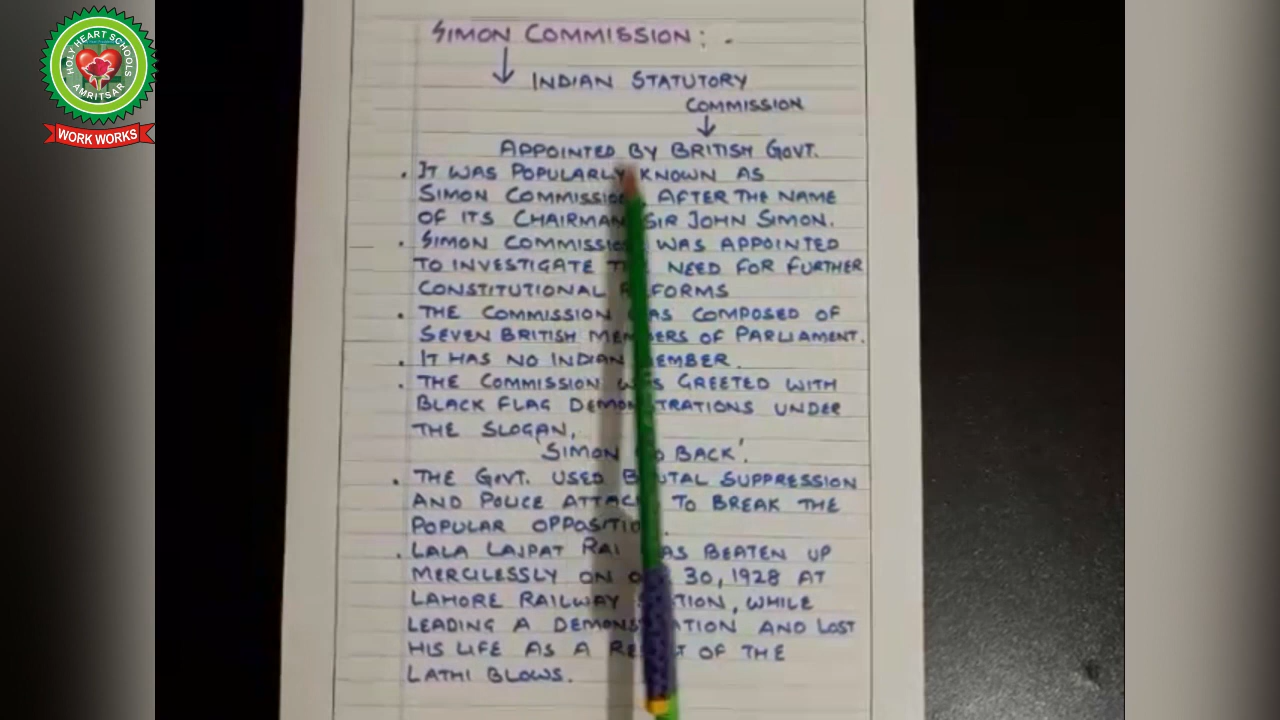 HOLY HEART SCHOOLS
AMRITSAR
WORK WORKS
SIMON COMMISSION: .
INDIAN STATUTORY
COMMISSION
APPOINTED BY BRITISH GOVT.
. IT WAS POPULARLY KNOWN AS
SIMON COMMISSION AFTER THE NAME
OF ITS CHAIRMAN SIR JOHN SIMON.
. SIMON COMMISSION WAS APPOINTED
TO INVESTIGATE THE NEED FOR FURTHER
CONSTITUTIONAL REFORMS
. THE COMMISSION WAS COMPOSED OF
SEVEN BRITISH MEMBERS OF PARLIAMENT.
. IT HAS NO INDIAN MEMBER.
. THE COMMISSION WAS GREETED WITH
BLACK FLAG DEMONSTRATIONS UNDER
THE SLOGAN,
'SIMON GO BACK'.
. THE GOVT. USED BRUTAL SUPPRESSION
AND POLICE ATTACK TO BREAK THE
POPULAR OPPOSITION.
. LALA LAJPAT RAI WAS BEATEN UP
MERCILESSLY ON 30, 1928 AT
LAHORE RAILWAY STATION, WHILE
LEADING A DEMONSTRATION AND LOST
HIS LIFE AS A RESULT OF THE
LATHI BLOWS.